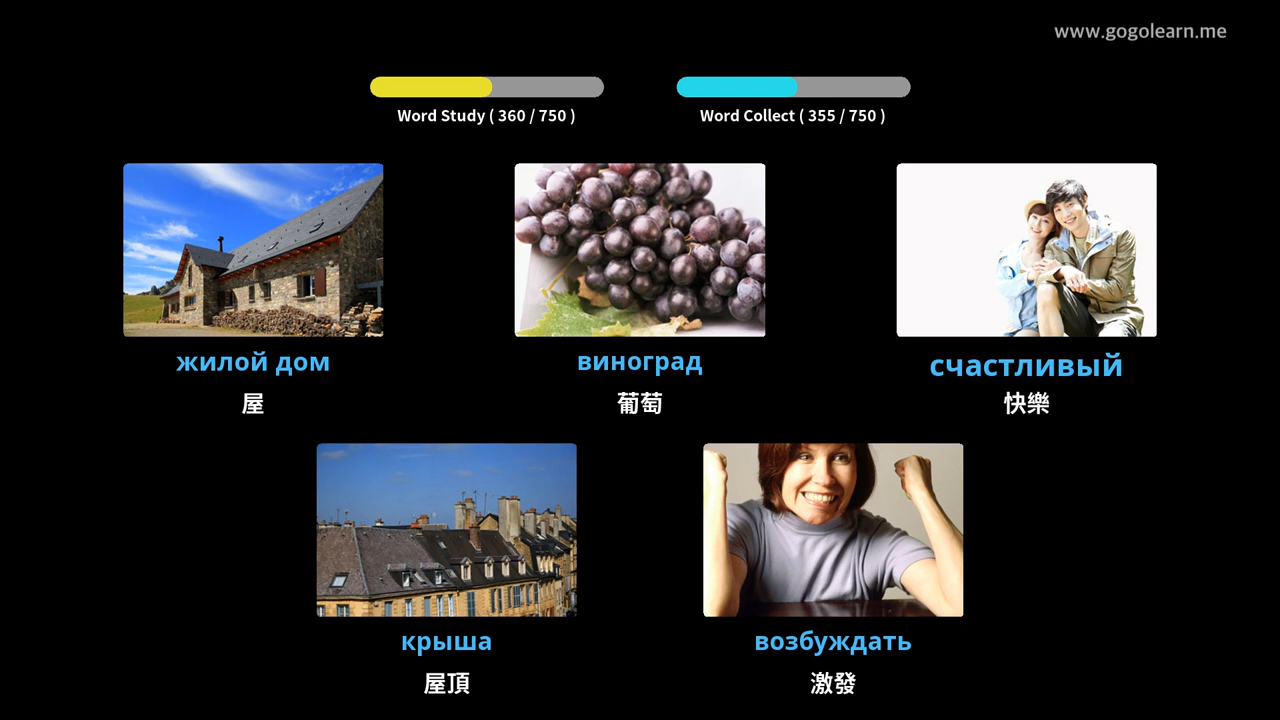 www.gogolearn.me
Word Study ( 360 / 750 )
Word Collect ( 355 / 750 )
жилой дом
屋
виноград
葡萄
счастливый
快樂
крыша
屋頂
возбуждать
激發